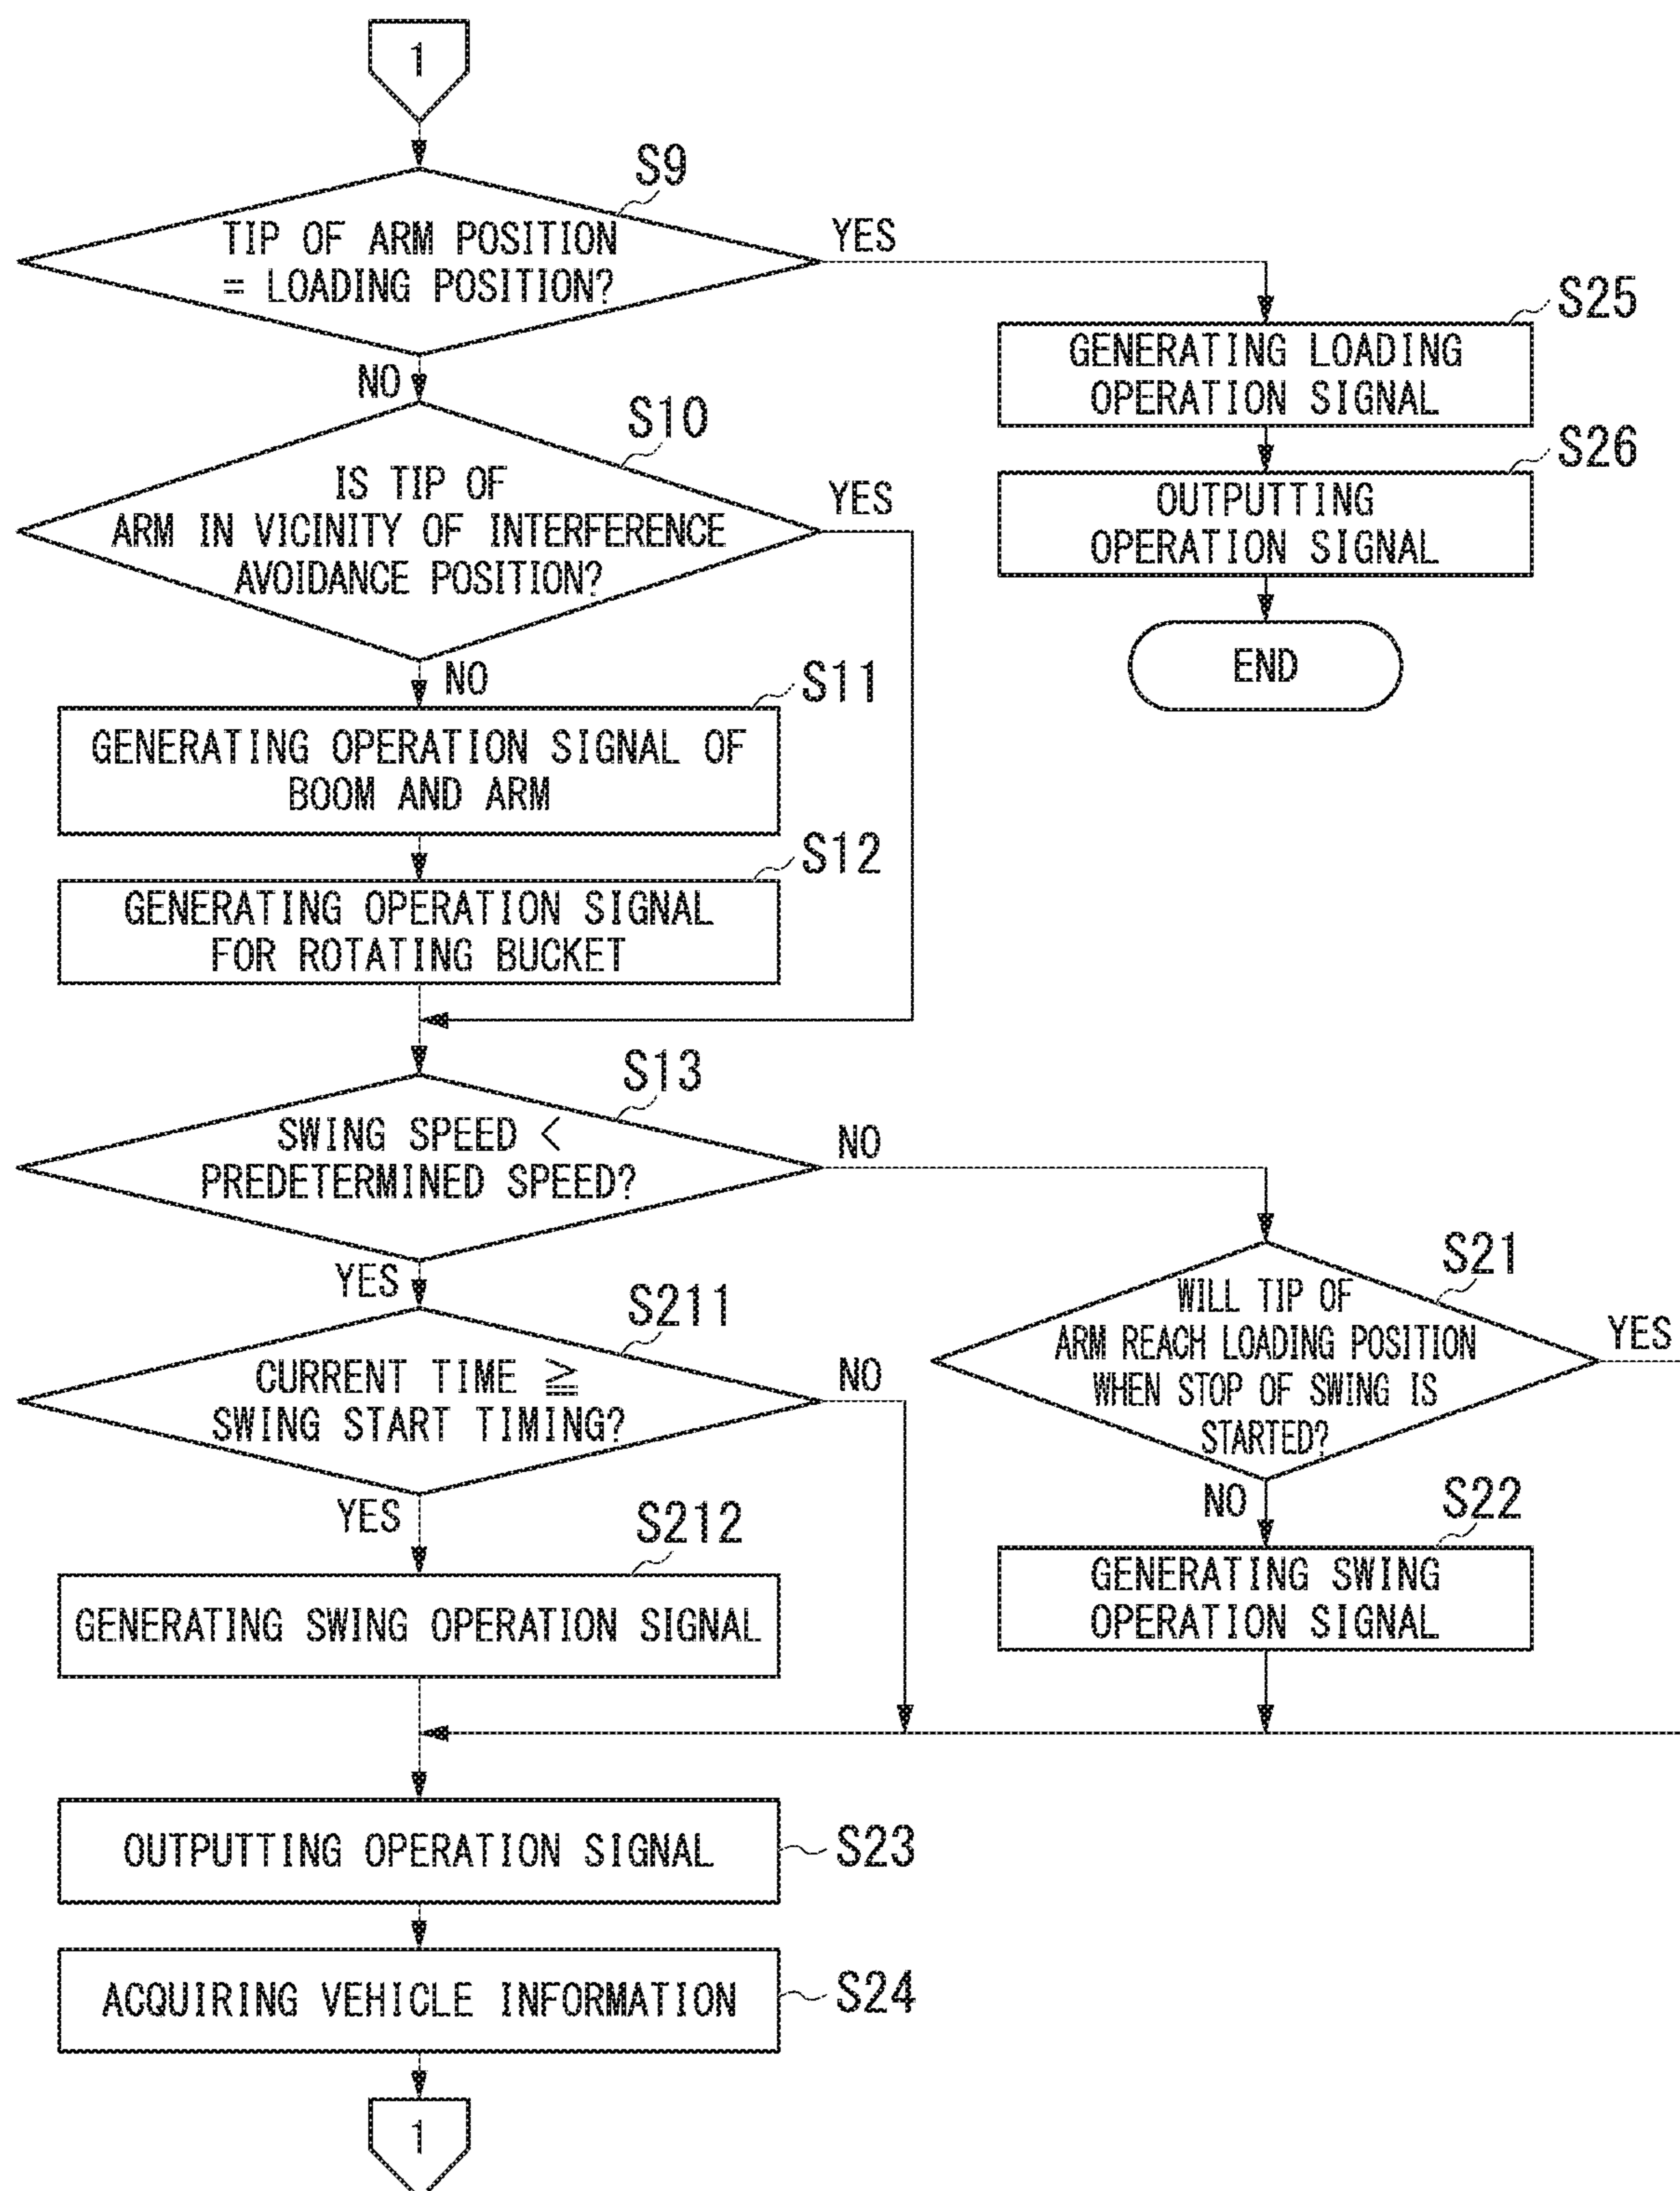 1
S9
TIP OF ARM POSITION
= LOADING POSITION?
YES
NO
S25
GENERATING LOADING
OPERATION SIGNAL
S26
OUTPUTTING
OPERATION SIGNAL
END
S10
IS TIP OF
ARM IN VICINITY OF INTERFERENCE
AVOIDANCE POSITION?
YES
NO
S11
GENERATING OPERATION SIGNAL OF
BOOM AND ARM
S12
GENERATING OPERATION SIGNAL
FOR ROTATING BUCKET
S13
SWING SPEED <
PREDETERMINED SPEED?
NO
YES
S211
CURRENT TIME ≧
SWING START TIMING?
NO
YES
S212
GENERATING SWING OPERATION SIGNAL
S21
WILL TIP OF
ARM REACH LOADING POSITION
WHEN STOP OF SWING IS
STARTED?
YES
NO
S22
GENERATING SWING
OPERATION SIGNAL
OUTPUTTING OPERATION SIGNAL
S23
ACQUIRING VEHICLE INFORMATION
S24
1